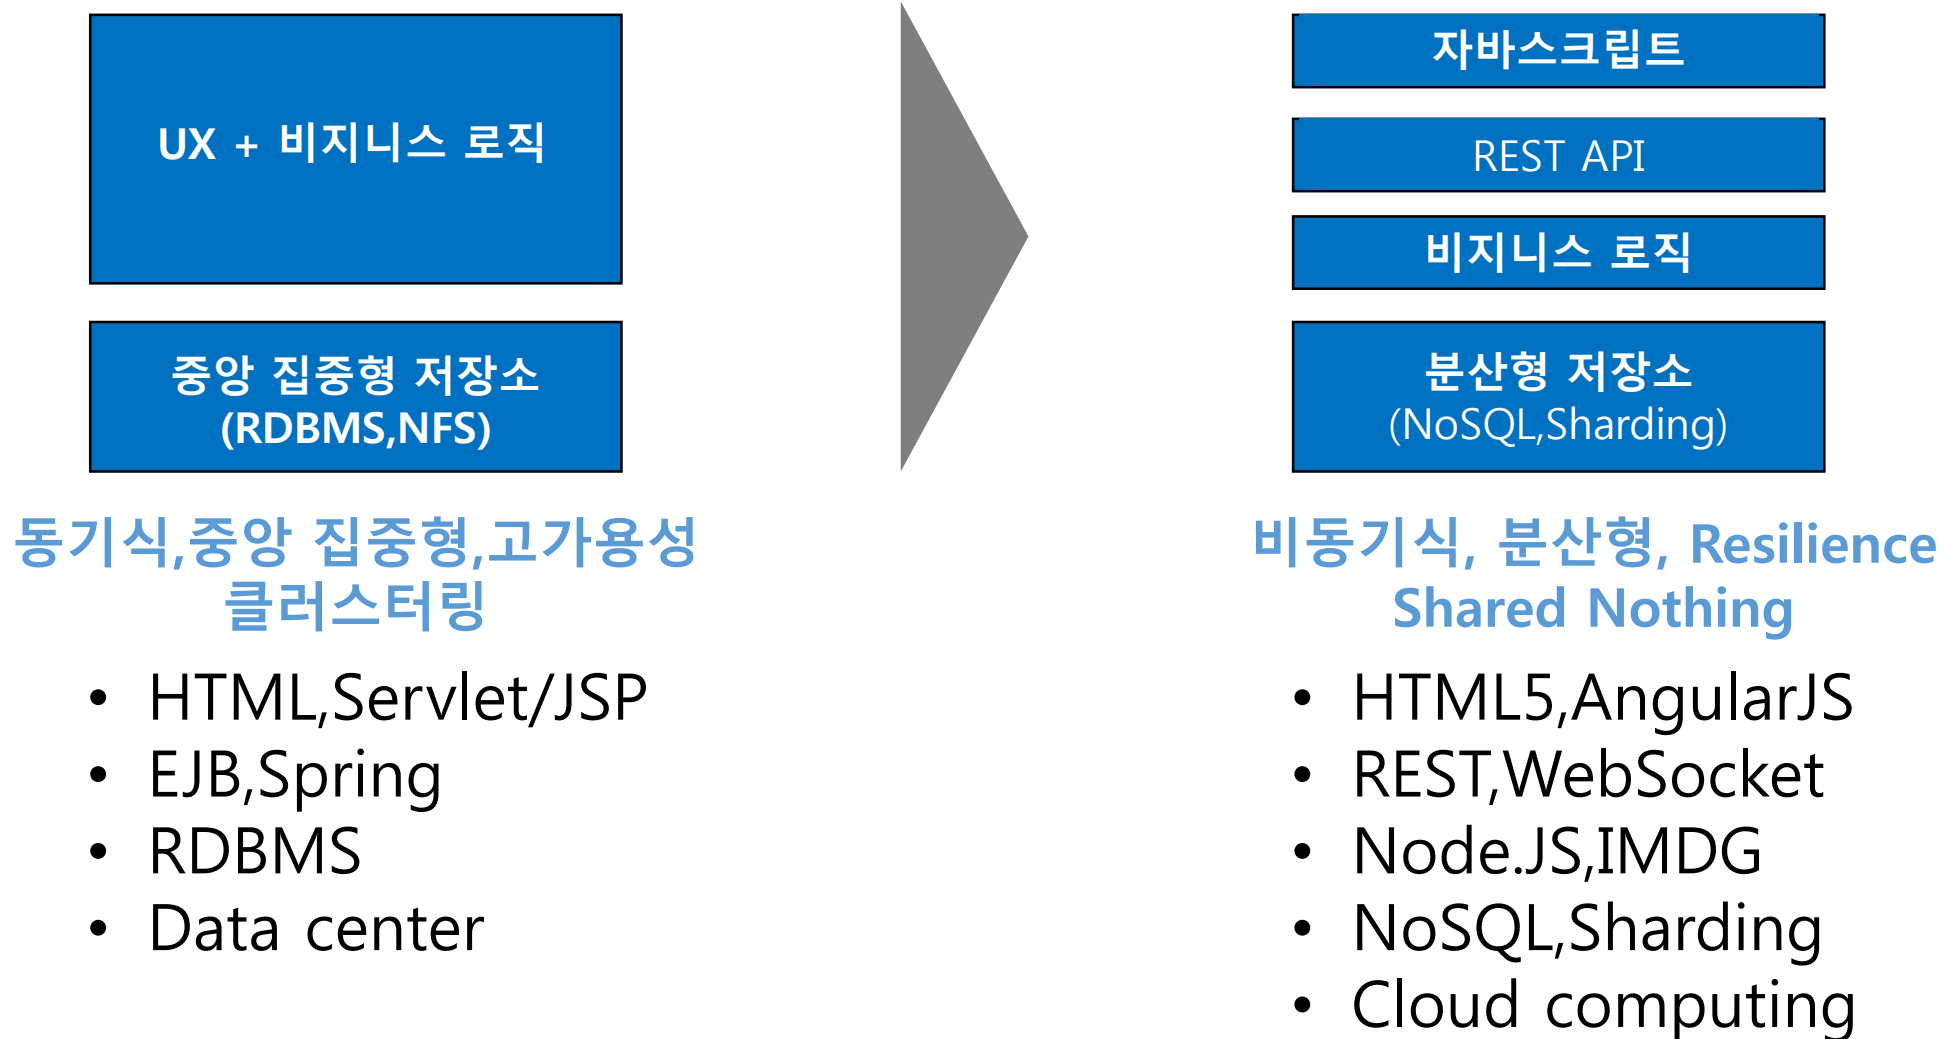 UX + 비지니스 로직
중앙 집중형 저장소
(RDBMS,NFS)
동기식,중앙 집중형,고가용성
클러스터링
• HTML,Servlet/JSP
• EJB,Spring
• RDBMS
• Data center
자바스크립트
REST API
비지니스 로직
분산형 저장소
(NoSQL,Sharding)
비동기식, 분산형, Resilience
Shared Nothing
• HTML5,AngularJS
• REST,WebSocket
• Node.JS,IMDG
• NoSQL,Sharding
• Cloud computing